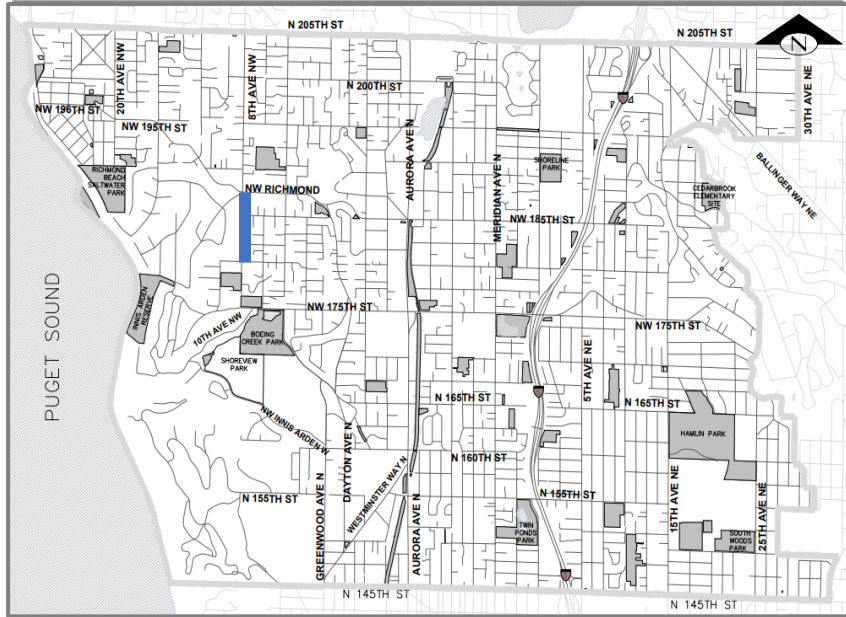 N 205TH ST
N 205TH ST
N
20TH AVE NW
8TH AVE NW
N 200TH ST
NW 196TH ST
NW 195TH ST
30TH AVE NE
AURORA AVE N
MERIDIAN AVE N
SHORELINE
PARK
BALLINGER WAY NE
RICHMOND
BEACH
SALTWATER
PARK
NW RICHMOND
CEDARBROOK
ELEMENTARY
SITE
NW 185TH ST
PUGET SOUND
INNIS ARDEN
RESERVE
NW 175TH ST
NW 175TH ST
10TH AVE NW
BOEING
CREEK PARK
SHOREVIEW
PARK
5TH AVE NE
N 165TH ST
N 165TH ST
NW INNIS ARDEN W
HAMLIN PARK
DAYTON AVE N
N 160TH ST
WESTMINSTER WAY N
N 155TH ST
N 155TH ST
GREENWOOD AVE N
AURORA AVE N
15TH AVE NE
25TH AVE NE
TWIN
PONDS
PARK
SOUTH
WOODS
PARK
N 145TH ST
N 145TH ST